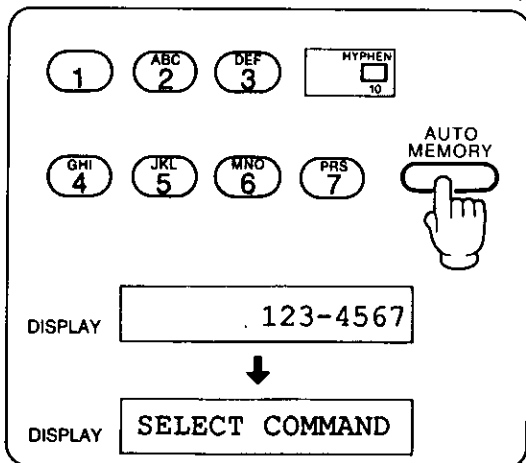 1 ABC 2 DEF 3 HYPHEN 10
AUTO
MEMORY
GHI 4 JKL 5 MNO 6 PRS 7
DISPLAY 123-4567
DISPLAY SELECT COMMAND